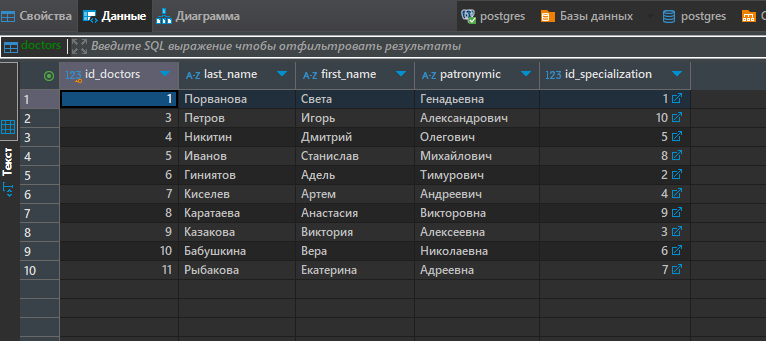 Свойства Данные Диаграмма postgres Базы данных postgres
doctors Введите SQL выражение чтобы отфильтровать результаты
Текст
123 id_doctors A-Z last_name A-Z first_name A-Z patronymic 123 id_specialization
1 1 Порванова Света Генадьевна 1
2 3 Петров Игорь Александрович 10
3 4 Никитин Дмитрий Олегович 5
4 5 Иванов Станислав Михайлович 8
5 6 Гиниятов Адель Тимурович 2
6 7 Киселев Артем Андреевич 4
7 8 Каратаева Анастасия Викторовна 9
8 9 Казакова Виктория Алексеевна 3
9 10 Бабушкина Вера Николаевна 6
10 11 Рыбакова Екатерина Адреевна 7